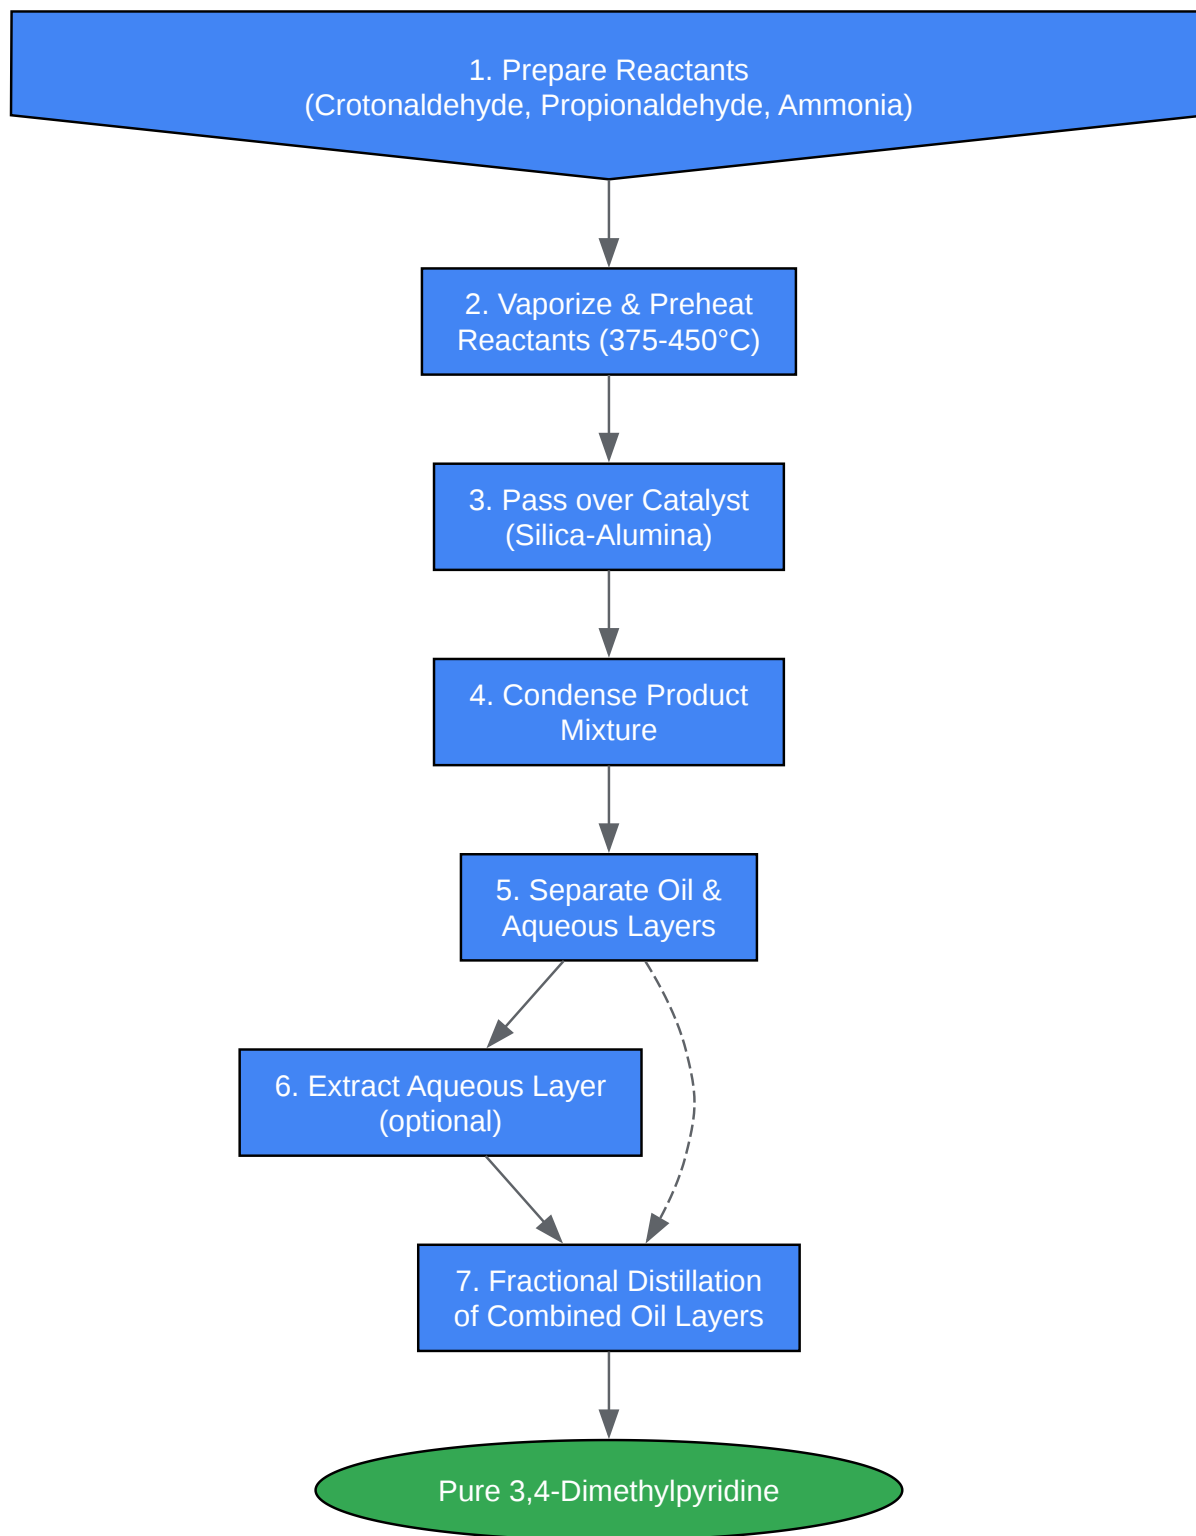 1. Prepare Reactants
(Crotonaldehyde, Propionaldehyde, Ammonia)
2. Vaporize & Preheat
Reactants (375-450°C)
3. Pass over Catalyst
(Silica-Alumina)
4. Condense Product
Mixture
5. Separate Oil &
Aqueous Layers
6. Extract Aqueous Layer
(optional)
7. Fractional Distillation
of Combined Oil Layers
Pure 3,4-Dimethylpyridine